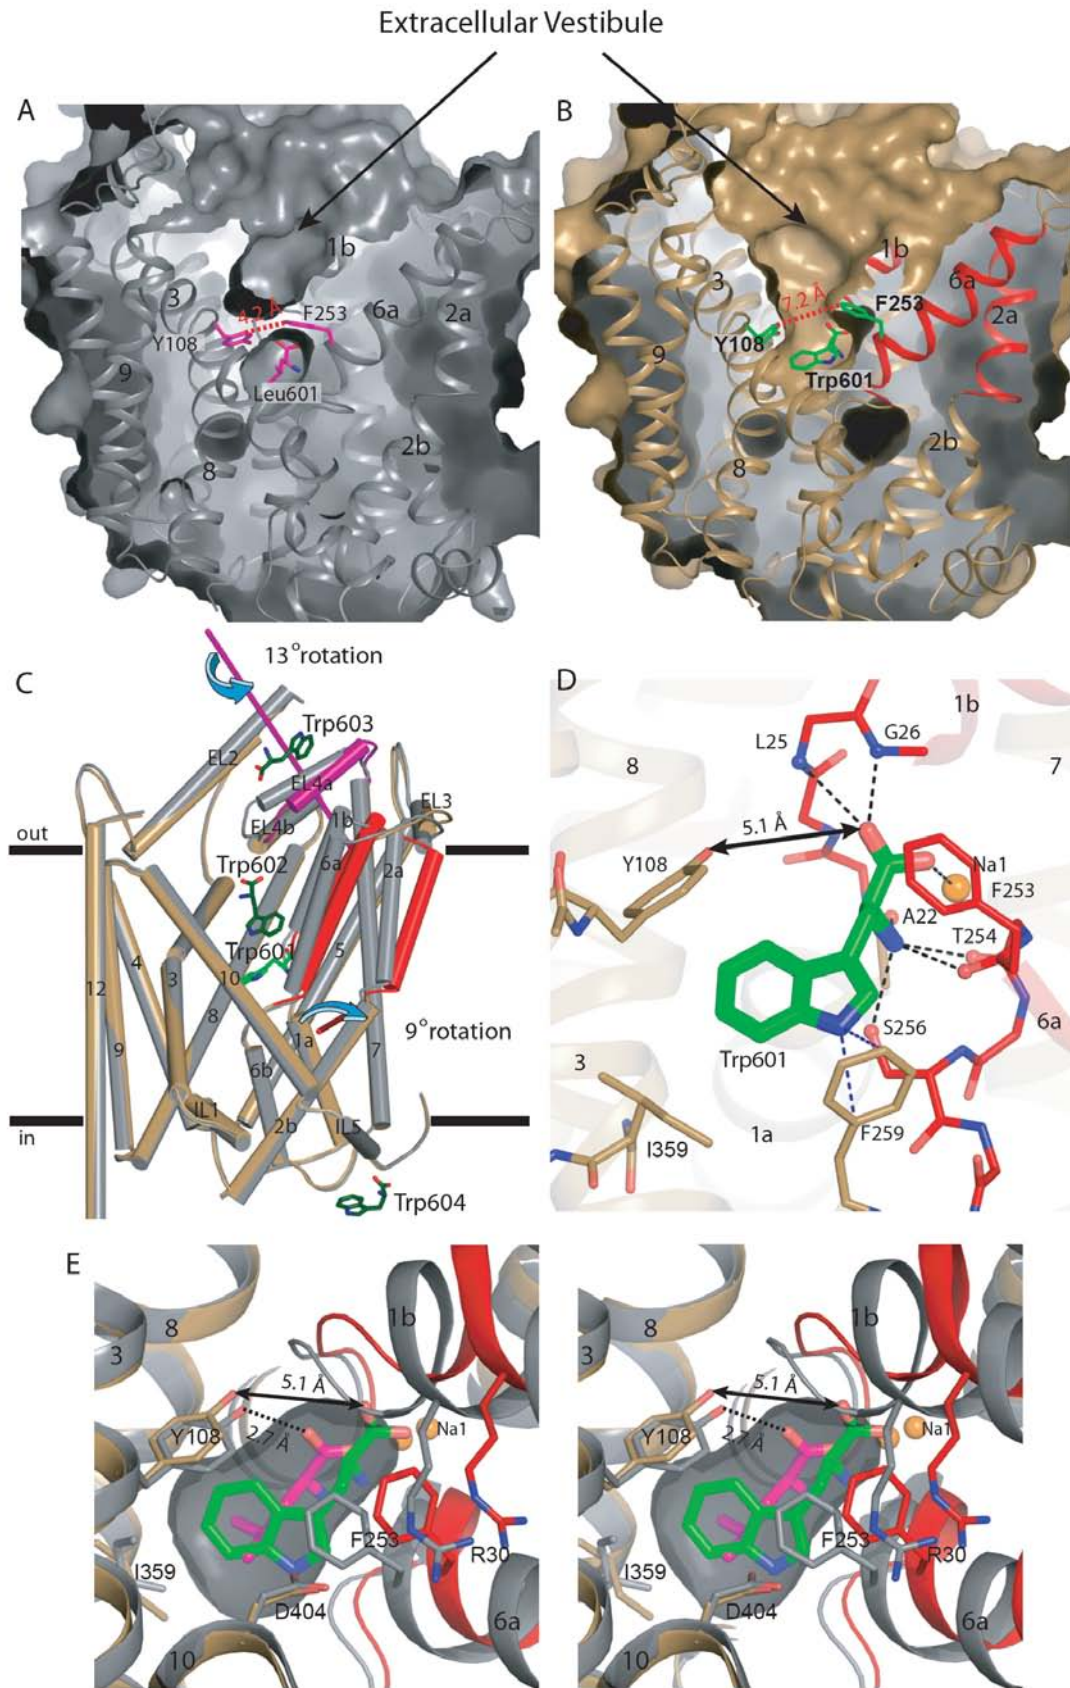 Extracellular Vestibule
A
1b
3
4.2 Å
F253
6a
2a
Y108
9
Leu601
2b
8
B
1b
3
6a
7.2 Å
F253
2a
Y108
9
Trp601
2b
8
C
13°rotation
Trp603
EL2
EL4a
EL3
EL4b
1b
out
6a
Trp602
2a
Trp601
4
5
10
12
3
8
9
1a
9°rotation
7
6b
IL1
2b
IL5
in
Trp604
D
1b
L25
G26
8
7
5.1 Å
Y108
Na1
F253
A22
T254
S256
6a
Trp601
3
1a
F259
I359
E
1b
8
3
5.1 Å
Na1
Y108
2.7 Å
F253
R30
I359
D404
6a
10
1b
8
3
5.1 Å
Na1
Y108
2.7 Å
F253
R30
I359
D404
6a
10